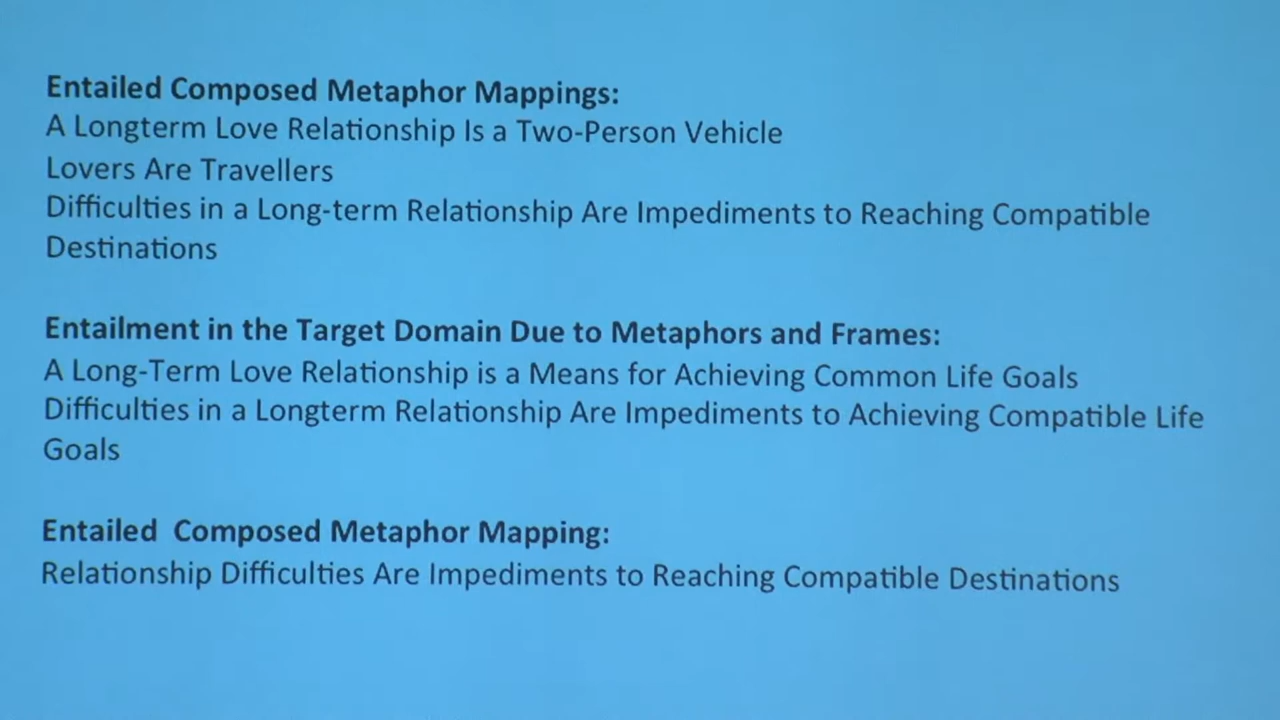 Entailed Composed Metaphor Mappings:
A Longterm Love Relationship Is a Two-Person Vehicle
Lovers Are Travellers
Difficulties in a Long-term Relationship Are Impediments to Reaching Compatible
Destinations
Entailment in the Target Domain Due to Metaphors and Frames:
A Long-Term Love Relationship is a Means for Achieving Common Life Goals
Difficulties in a Longterm Relationship Are Impediments to Achieving Compatible Life
Goals
Entailed  Composed Metaphor Mapping:
Relationship Difficulties Are Impediments to Reaching Compatible Destinations